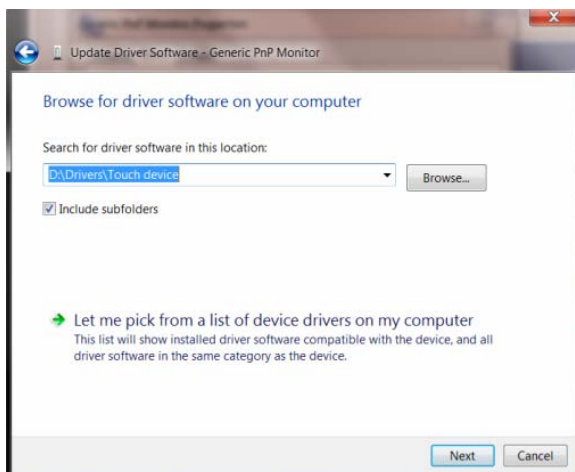 Update Driver Software - Generic PnP Monitor
Browse for driver software on your computer
Search for driver software in this location:
D:\Drivers\Touch device
Browse...
Include subfolders
Let me pick from a list of device drivers on my computer
This list will show installed driver software compatible with the device, and all
driver software in the same category as the device.
Next
Cancel